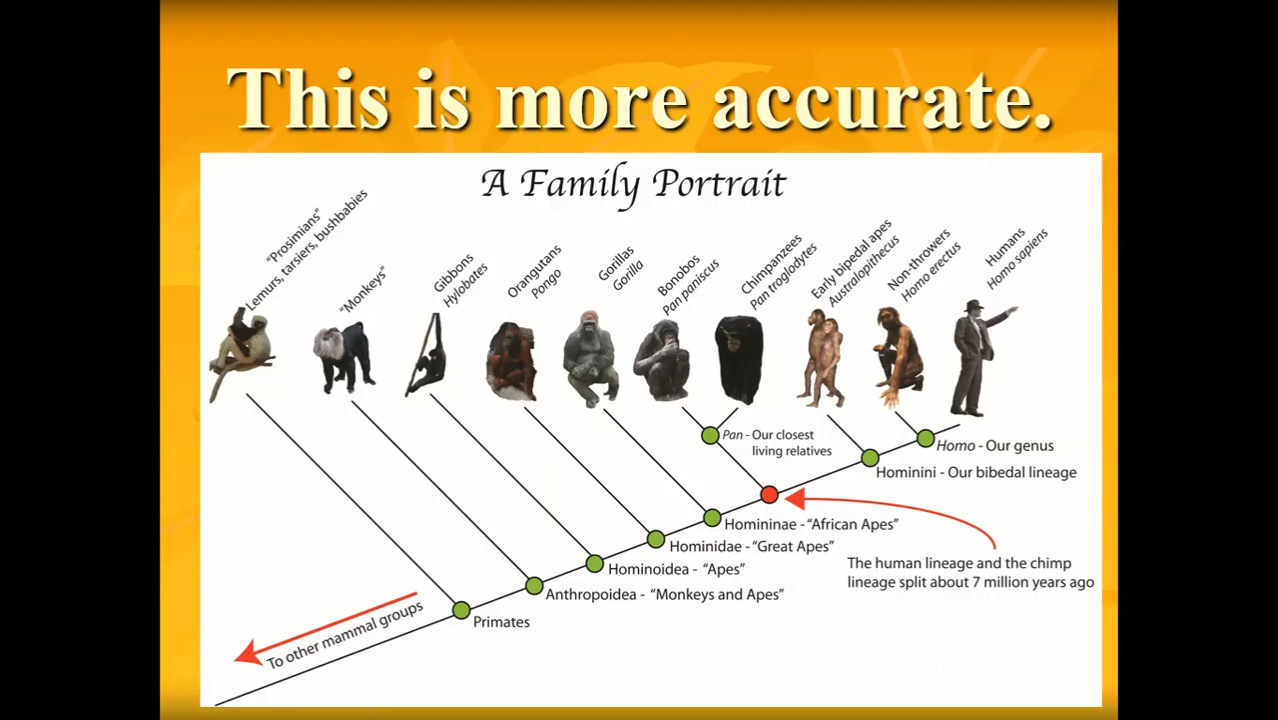 This is more accurate.
A Family Portrait
"Prosimians"
Lemurs, tarsiers, bushbabies
"Monkeys"
Gibbons
Hylobates
Orangutans
Pongo
Gorillas
Gorilla
Bonobos
Pan paniscus
Chimpanzees
Pan troglodytes
Early bipedal apes
Australopithecus
Non-throwers
Homo erectus
Humans
Homo sapiens
Pan - Our closest
living relatives
Homo - Our genus
Hominini - Our bibedal lineage
Homininae - "African Apes"
Hominidae - "Great Apes"
Hominoidea - "Apes"
Anthropoidea - "Monkeys and Apes"
Primates
The human lineage and the chimp
lineage split about 7 million years ago
To other mammal groups